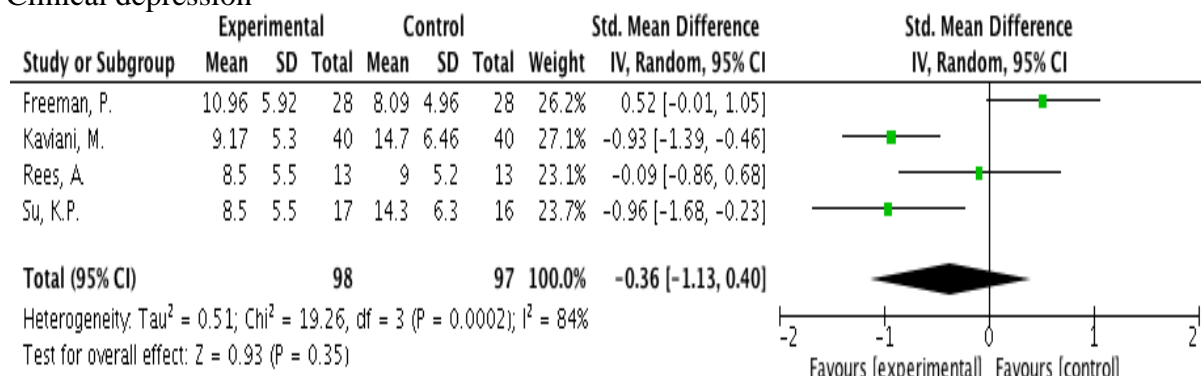 Clinical depression
Experimental Control Std. Mean Difference Std. Mean Difference
Study or Subgroup Mean SD Total Mean SD Total Weight IV, Random, 95% CI IV, Random, 95% CI
Freeman, P. 10.96 5.92 28 8.09 4.96 28 26.2% 0.52 [-0.01, 1.05]
Kaviani, M. 9.17 5.3 40 14.7 6.46 40 27.1% -0.93 [-1.39, -0.46]
Rees, A. 8.5 5.5 13 9 5.2 13 23.1% -0.09 [-0.86, 0.68]
Su, K.P. 8.5 5.5 17 14.3 6.3 16 23.7% -0.96 [-1.68, -0.23]
Total (95% CI) 98 97 100.0% -0.36 [-1.13, 0.40]
Heterogeneity: Tau² = 0.51; Chi² = 19.26, df = 3 (P = 0.0002); I² = 84%
Test for overall effect: Z = 0.93 (P = 0.35)
-2 -1 0 1 2
Favours [experimental] Favours [control]